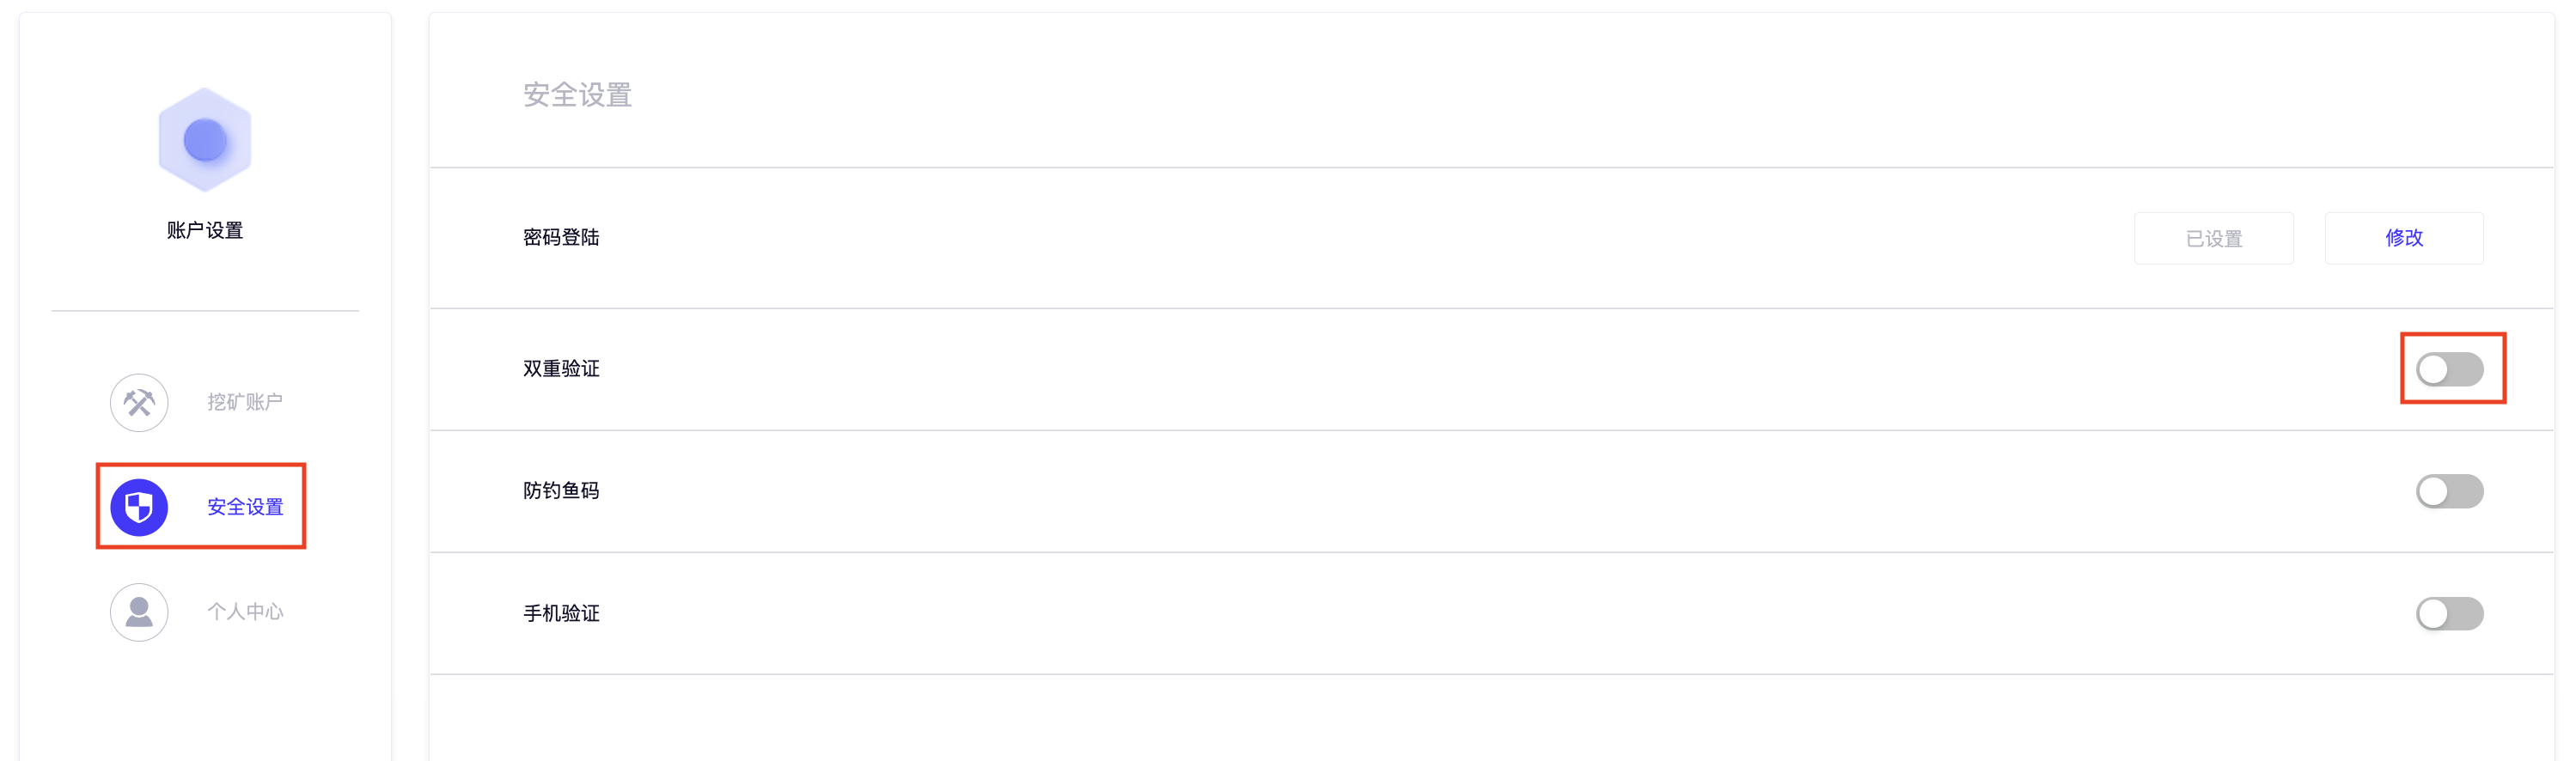 账户设置
挖矿账户
安全设置
个人中心
安全设置
密码登陆
已设置
修改
双重验证
防钓鱼码
手机验证